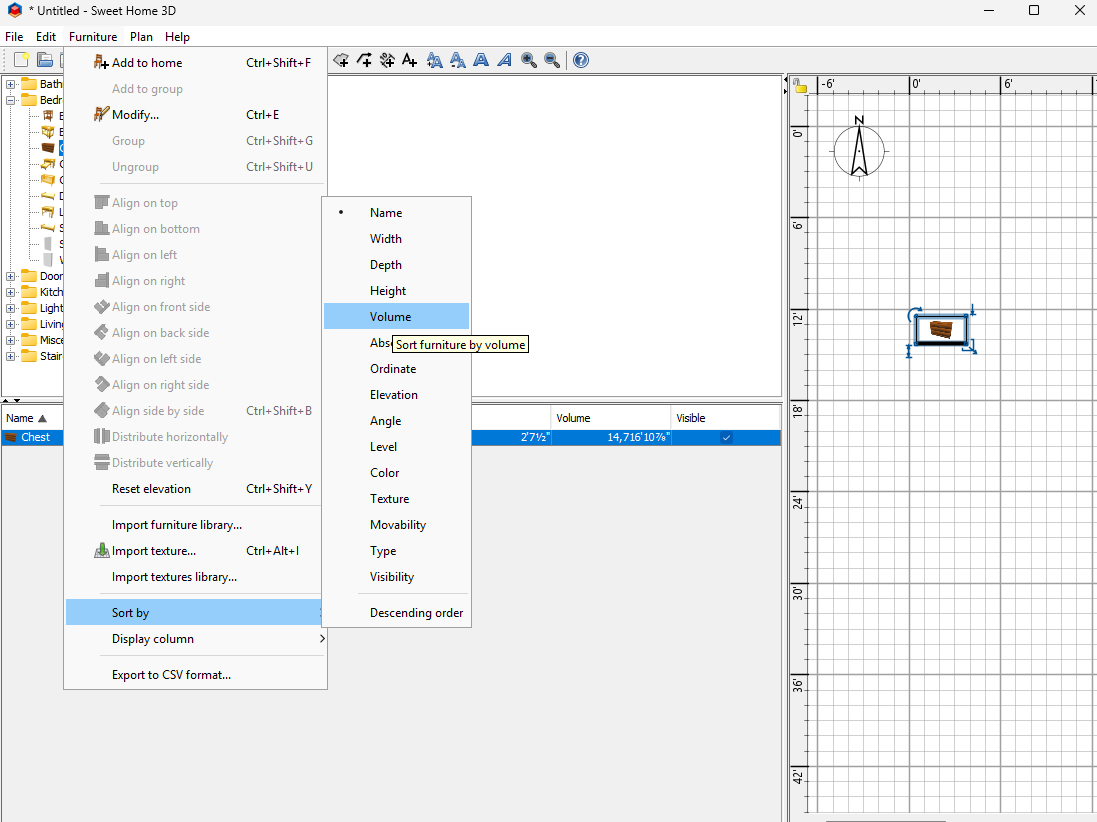 * Untitled - Sweet Home 3D
File Edit Furniture Plan Help
Add to home Ctrl+Shift+F
Add to group
Modify... Ctrl+E
Group Ctrl+Shift+G
Ungroup Ctrl+Shift+U
Align on top
Align on bottom
Align on left
Align on right
Align on front side
Align on back side
Align on left side
Align on right side
Align side by side Ctrl+Shift+B
Distribute horizontally
Distribute vertically
Reset elevation Ctrl+Shift+Y
Import furniture library...
Import texture... Ctrl+Alt+I
Import textures library...
Sort by
Display column
Export to CSV format...
Name
Width
Depth
Height
Volume
Sort furniture by volume
Ordinate
Elevation
Angle
Level
Color
Texture
Movability
Type
Visibility
Descending order
Name Volume Visible
Chest 2'7½" 14,716'10⅞"
-6' 0' 6'
N
0'
6'
12'
18'
24'
30'
36'
42'